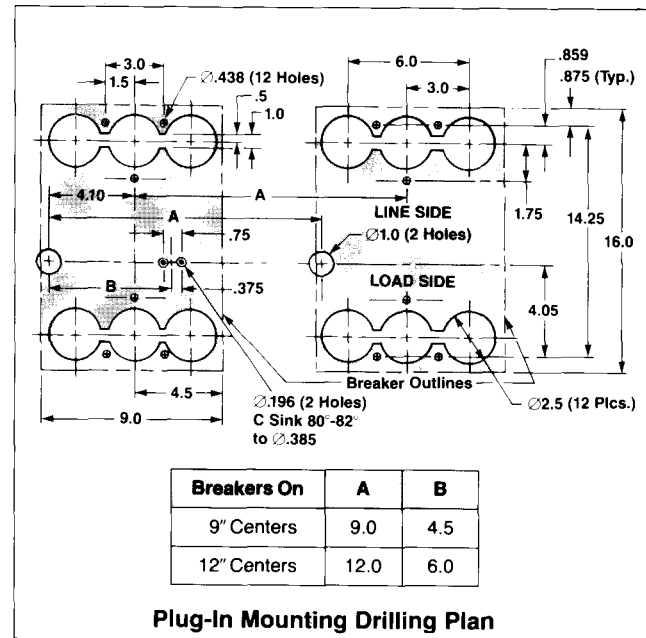 3.0
1.5
∅.438 (12 Holes)
.5
1.0
6.0
3.0
.859
.875 (Typ.)
4.10
A
A
.75
B
.375
LINE SIDE
∅1.0 (2 Holes)
LOAD SIDE
1.75
14.25
16.0
4.05
4.5
9.0
Breaker Outlines
∅.196 (2 Holes)
C Sink 80°-82°
to ∅.385
∅2.5 (12 Plcs.)
Breakers On A B
9″ Centers 9.0 4.5
12″ Centers 12.0 6.0
Plug-In Mounting Drilling Plan